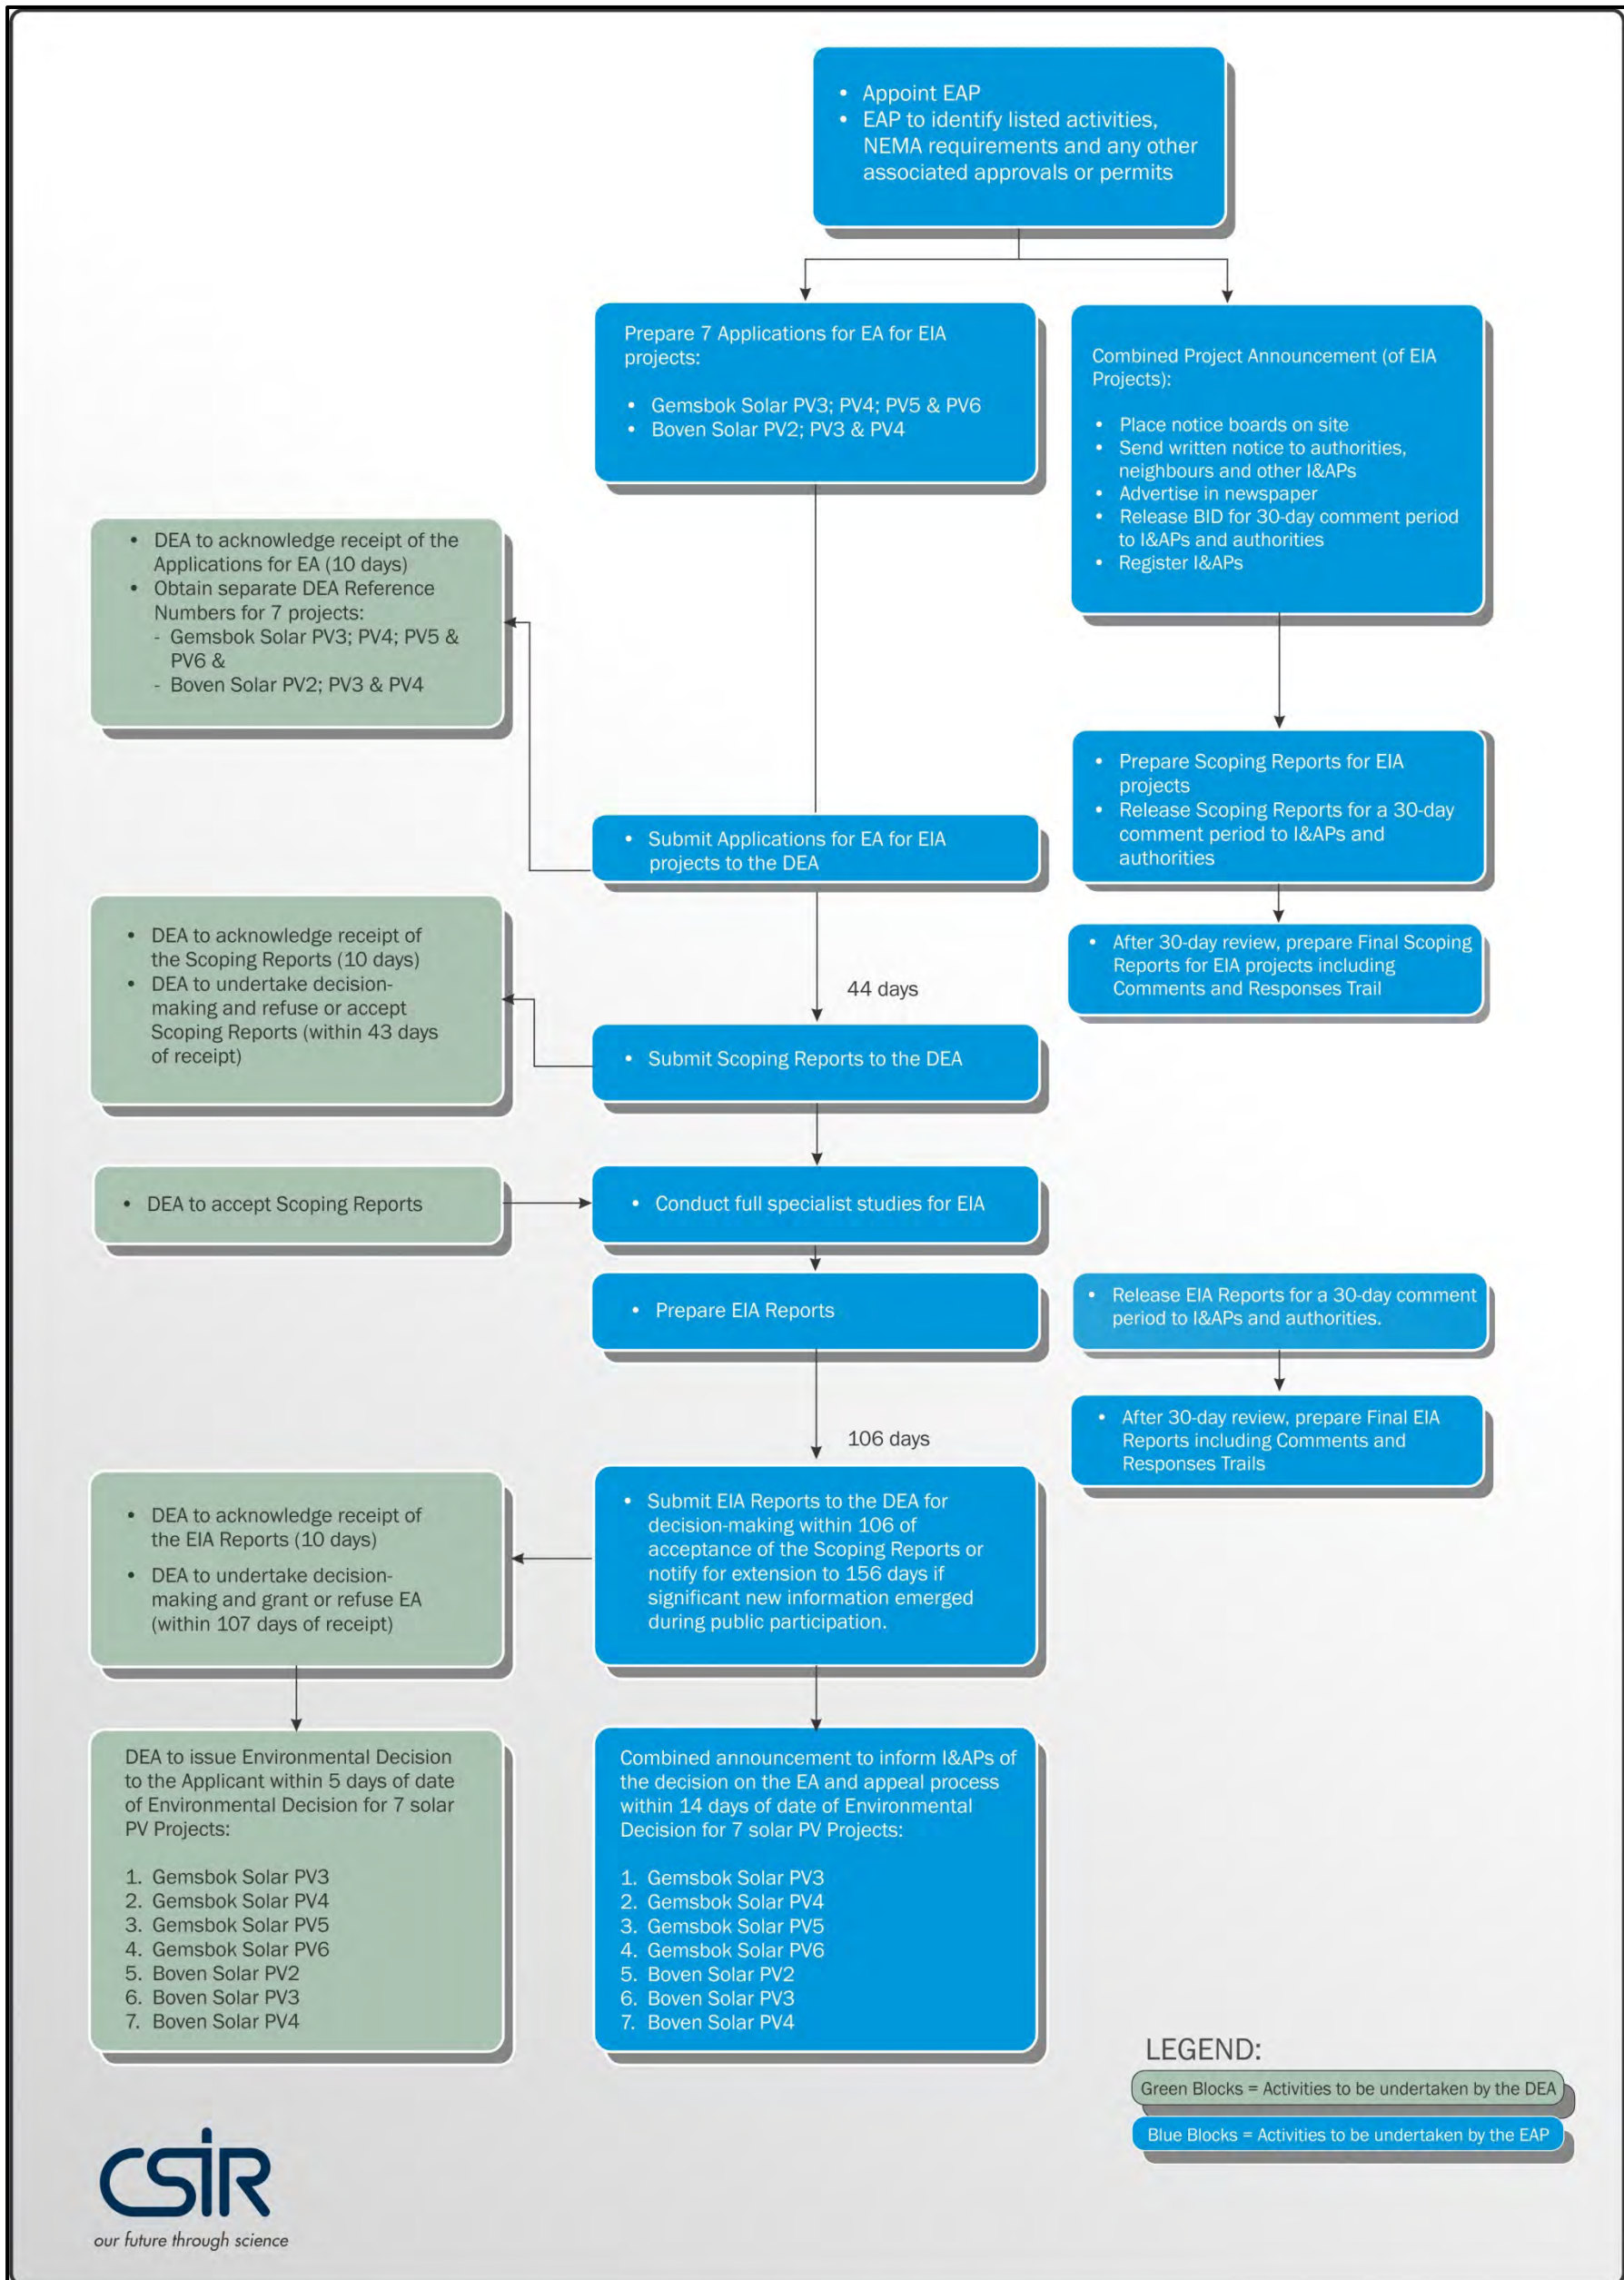 • Appoint EAP
• EAP to identify listed activities,
NEMA requirements and any other
associated approvals or permits
Prepare 7 Applications for EA for EIA
projects:
• Gemsbok Solar PV3; PV4; PV5 & PV6
• Boven Solar PV2; PV3 & PV4
Combined Project Announcement (of EIA
Projects):
• Place notice boards on site
• Send written notice to authorities,
neighbours and other I&APs
• Advertise in newspaper
• Release BID for 30-day comment period
to I&APs and authorities
• Register I&APs
• DEA to acknowledge receipt of the
Applications for EA (10 days)
• Obtain separate DEA Reference
Numbers for 7 projects:
- Gemsbok Solar PV3; PV4; PV5 &
PV6 &
- Boven Solar PV2; PV3 & PV4
• Prepare Scoping Reports for EIA
projects
• Release Scoping Reports for a 30-day
comment period to I&APs and
authorities
• Submit Applications for EA for EIA
projects to the DEA
• After 30-day review, prepare Final Scoping
Reports for EIA projects including
Comments and Responses Trail
• DEA to acknowledge receipt of
the Scoping Reports (10 days)
• DEA to undertake decision-
making and refuse or accept
Scoping Reports (within 43 days
of receipt)
44 days
• Submit Scoping Reports to the DEA
• DEA to accept Scoping Reports
• Conduct full specialist studies for EIA
• Prepare EIA Reports
• Release EIA Reports for a 30-day comment
period to I&APs and authorities.
• After 30-day review, prepare Final EIA
Reports including Comments and
Responses Trails
106 days
• DEA to acknowledge receipt of
the EIA Reports (10 days)
• DEA to undertake decision-
making and grant or refuse EA
(within 107 days of receipt)
• Submit EIA Reports to the DEA for
decision-making within 106 of
acceptance of the Scoping Reports or
notify for extension to 156 days if
significant new information emerged
during public participation.
DEA to issue Environmental Decision
to the Applicant within 5 days of date
of Environmental Decision for 7 solar
PV Projects:
1. Gemsbok Solar PV3
2. Gemsbok Solar PV4
3. Gemsbok Solar PV5
4. Gemsbok Solar PV6
5. Boven Solar PV2
6. Boven Solar PV3
7. Boven Solar PV4
Combined announcement to inform I&APs of
the decision on the EA and appeal process
within 14 days of date of Environmental
Decision for 7 solar PV Projects:
1. Gemsbok Solar PV3
2. Gemsbok Solar PV4
3. Gemsbok Solar PV5
4. Gemsbok Solar PV6
5. Boven Solar PV2
6. Boven Solar PV3
7. Boven Solar PV4
LEGEND:
Green Blocks = Activities to be undertaken by the DEA
Blue Blocks = Activities to be undertaken by the EAP
CSIR
our future through science